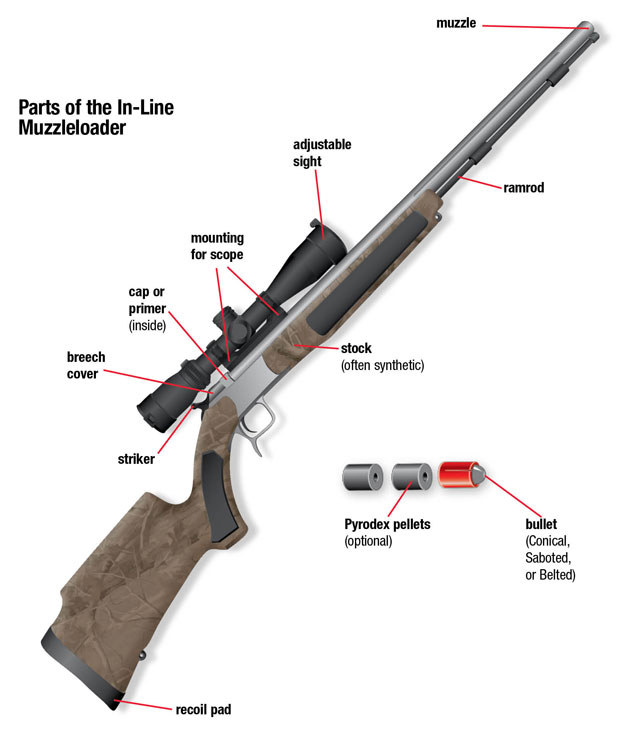 muzzle
Parts of the In-Line
Muzzleloader
adjustable
sight
ramrod
mounting
for scope
cap or
primer
(inside)
stock
(often synthetic)
breech
cover
striker
Pyrodex pellets
(optional)
bullet
(Conical,
Saboted,
or Belted)
recoil pad